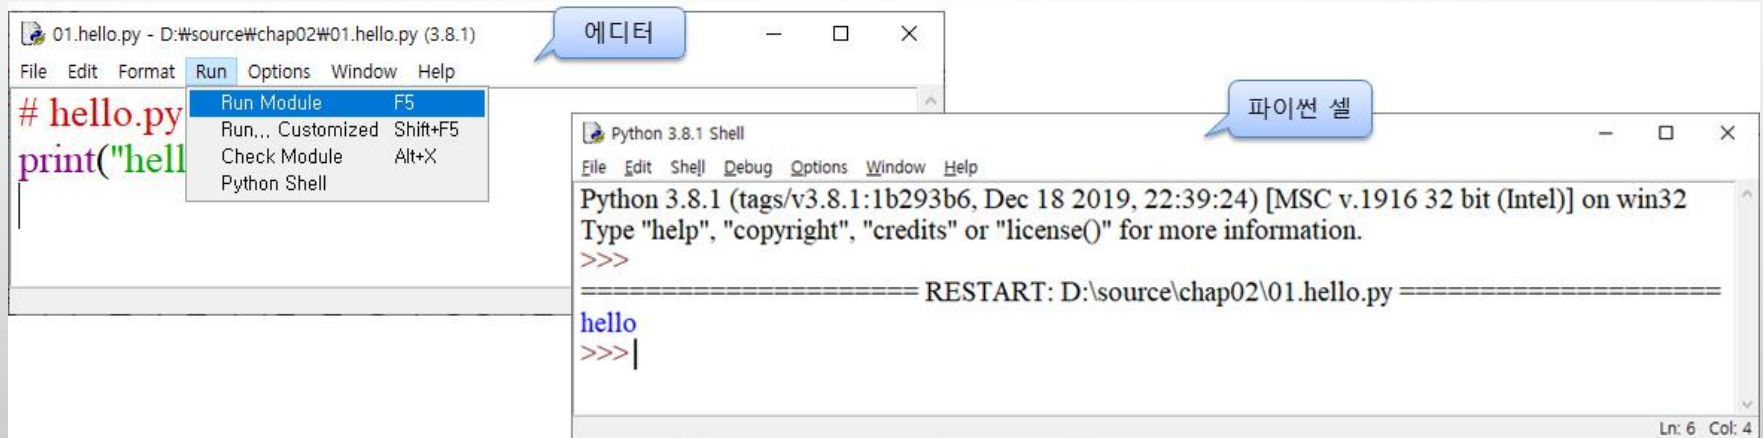 01.hello.py - D:₩source₩chap02₩01.hello.py (3.8.1)
에디터
File Edit Format Run Options Window Help
# hello.py
print("hell
Run Module F5
Run... Customized Shift+F5
Check Module Alt+X
Python Shell
파이썬 셸
Python 3.8.1 Shell
File Edit Shell Debug Options Window Help
Python 3.8.1 (tags/v3.8.1:1b293b6, Dec 18 2019, 22:39:24) [MSC v.1916 32 bit (Intel)] on win32
Type "help", "copyright", "credits" or "license()" for more information.
>>>
===================== RESTART: D:\source\chap02\01.hello.py ====================
hello
>>>
Ln: 6 Col: 4